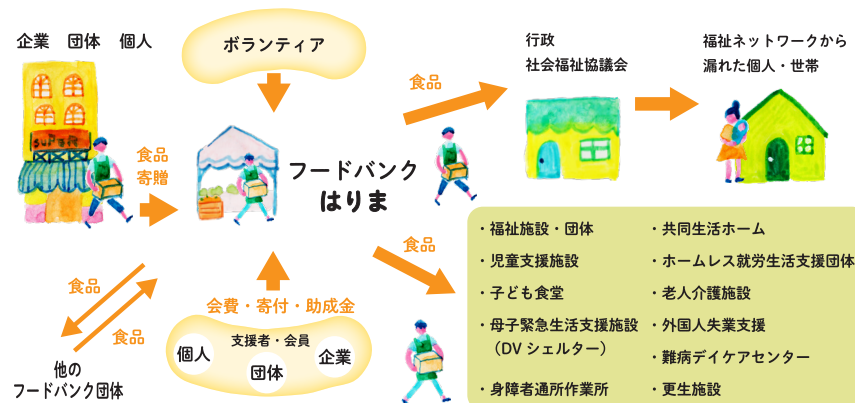 企業 団体 個人
ボランティア
食品
寄贈
フードバンク
はりま
食品
行政
社会福祉協議会
福祉ネットワークから
漏れた個人・世帯
食品
食品
食品
他の
フードバンク団体
会費・寄付・助成金
支援者・会員
個人
団体
企業
・福祉施設・団体
・児童支援施設
・子ども食堂
・母子緊急生活支援施設
(DVシェルター)
・身障者通所作業所
・共同生活ホーム
・ホームレス就労生活支援団体
・老人介護施設
・外国人失業支援
・難病デイケアセンター
・更生施設